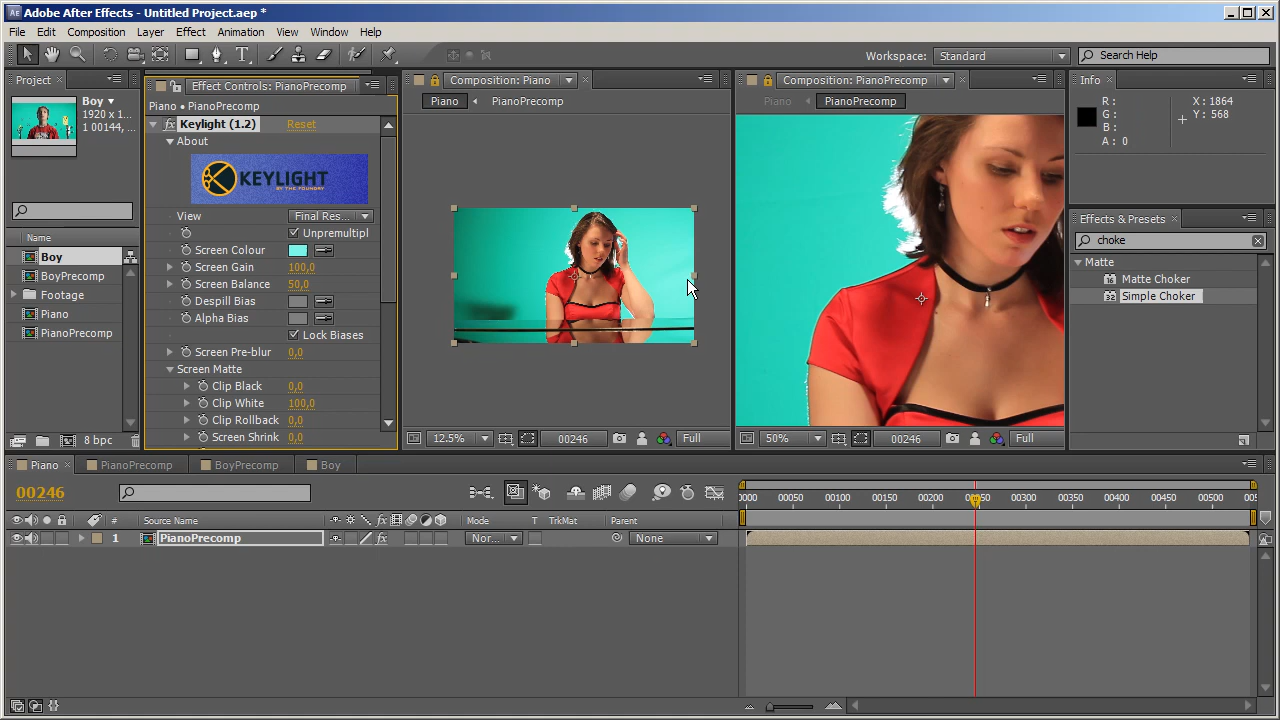 Adobe After Effects - Untitled Project.aep *
File Edit Composition Layer Effect Animation View Window Help
Workspace: Standard Search Help
Project
Boy
1920 x 1...
1 00144, ...
Name
Boy
BoyPrecomp
Footage
Piano
PianoPrecomp
8 bpc
Effect Controls: PianoPrecomp
Piano • PianoPrecomp
fx Keylight (1.2) Reset
About
KEYLIGHT
BY THE FOUNDRY
View Final Res...
Unpremultipl
Screen Colour
Screen Gain 100,0
Screen Balance 50,0
Despill Bias
Alpha Bias
Lock Biases
Screen Pre-blur 0,0
Screen Matte
Clip Black 0,0
Clip White 100,0
Clip Rollback 0,0
Screen Shrink 0,0
Composition: Piano
Piano PianoPrecomp
12.5% 00246 Full
Composition: PianoPrecomp
Piano PianoPrecomp
50% 00246 Full
Info
R:
G:
B:
A: 0
X: 1864
Y: 568
Effects & Presets
choke
Matte
Matte Choker
32 Simple Choker
Piano PianoPrecomp BoyPrecomp Boy
00246
0000 00050 00100 00150 00200 00250 00300 00350 00400 00450 00500 005
# Source Name Mode T TrkMat Parent
1 PianoPrecomp fx Nor... None